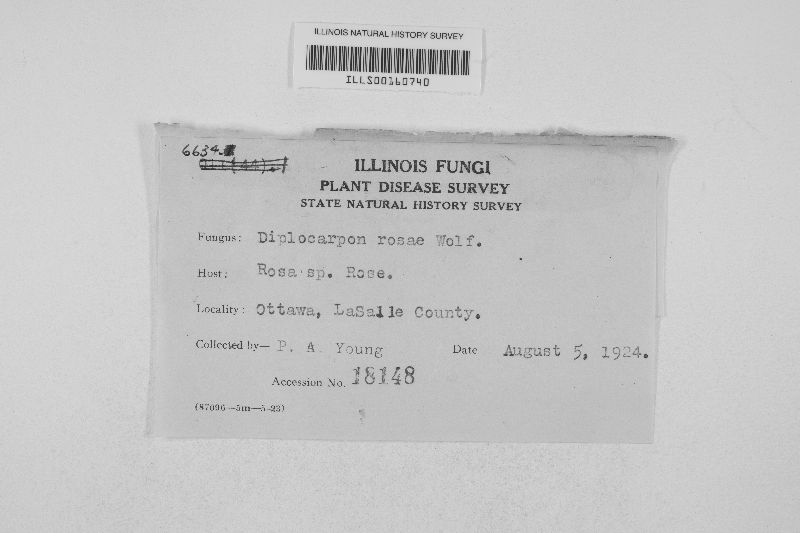 ILLINOIS NATURAL HISTORY SURVEY
ILLS00160740
6634.
ILLINOIS FUNGI
PLANT DISEASE SURVEY
STATE NATURAL HISTORY SURVEY
Fungus: Diplocarpon rosae Wolf.
Host: Rosa sp. Rose.
Locality: Ottawa, LaSalle County.
Collected by— P. A. Young Date August 5, 1924.
Accession No. 18148
(87096—5m—5-23)